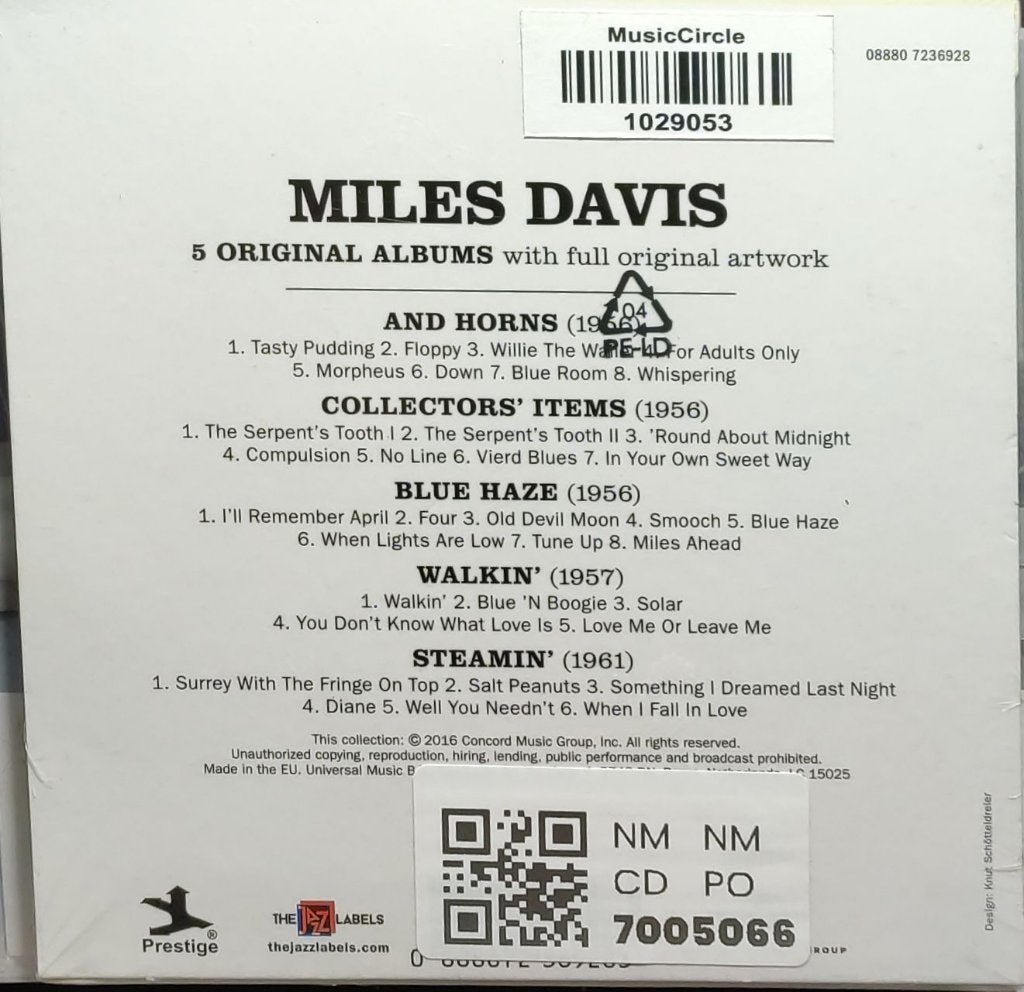 MusicCircle
1029053
08880 7236928
MILES DAVIS
5 ORIGINAL ALBUMS with full original artwork
04
PE-LD
AND HORNS (1956)
1. Tasty Pudding 2. Floppy 3. Willie The 4. For Adults Only
5. Morpheus 6. Down 7. Blue Room 8. Whispering
COLLECTORS' ITEMS (1956)
1. The Serpent's Tooth I 2. The Serpent's Tooth II 3. 'Round About Midnight
4. Compulsion 5. No Line 6. Vierd Blues 7. In Your Own Sweet Way
BLUE HAZE (1956)
1. I'll Remember April 2. Four 3. Old Devil Moon 4. Smooch 5. Blue Haze
6. When Lights Are Low 7. Tune Up 8. Miles Ahead
WALKIN' (1957)
1. Walkin' 2. Blue 'N Boogie 3. Solar
4. You Don't Know What Love Is 5. Love Me Or Leave Me
STEAMIN' (1961)
1. Surrey With The Fringe On Top 2. Salt Peanuts 3. Something I Dreamed Last Night
4. Diane 5. Well You Needn't 6. When I Fall In Love
This collection: © 2016 Concord Music Group, Inc. All rights reserved.
Unauthorized copying, reproduction, hiring, lending, public performance and broadcast prohibited.
Made in the EU. Universal Music 15025
NM NM
CD PO
7005066
Prestige®
THE JAZZ LABELS
thejazzlabels.com
Design: Knut Schötteldreier